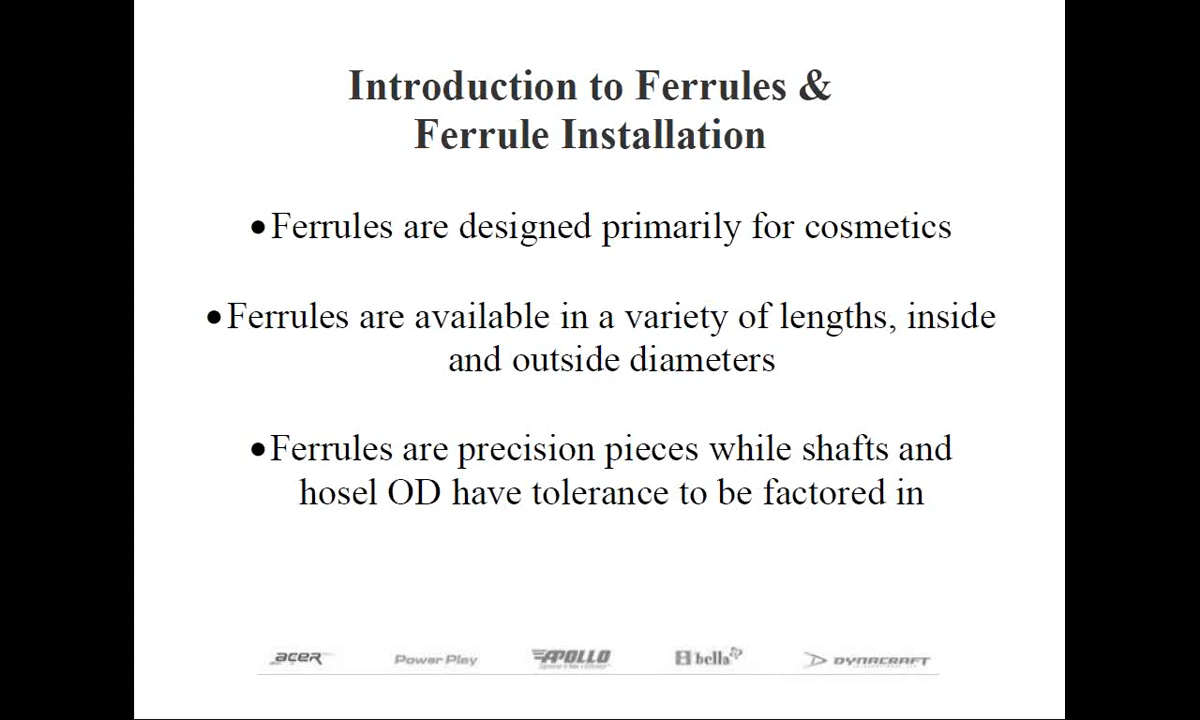 Introduction to Ferrules &
Ferrule Installation
•Ferrules are designed primarily for cosmetics
•Ferrules are available in a variety of lengths, inside
and outside diameters
•Ferrules are precision pieces while shafts and
hosel OD have tolerance to be factored in
acer Power Play APOLLO bella DYNACRAFT